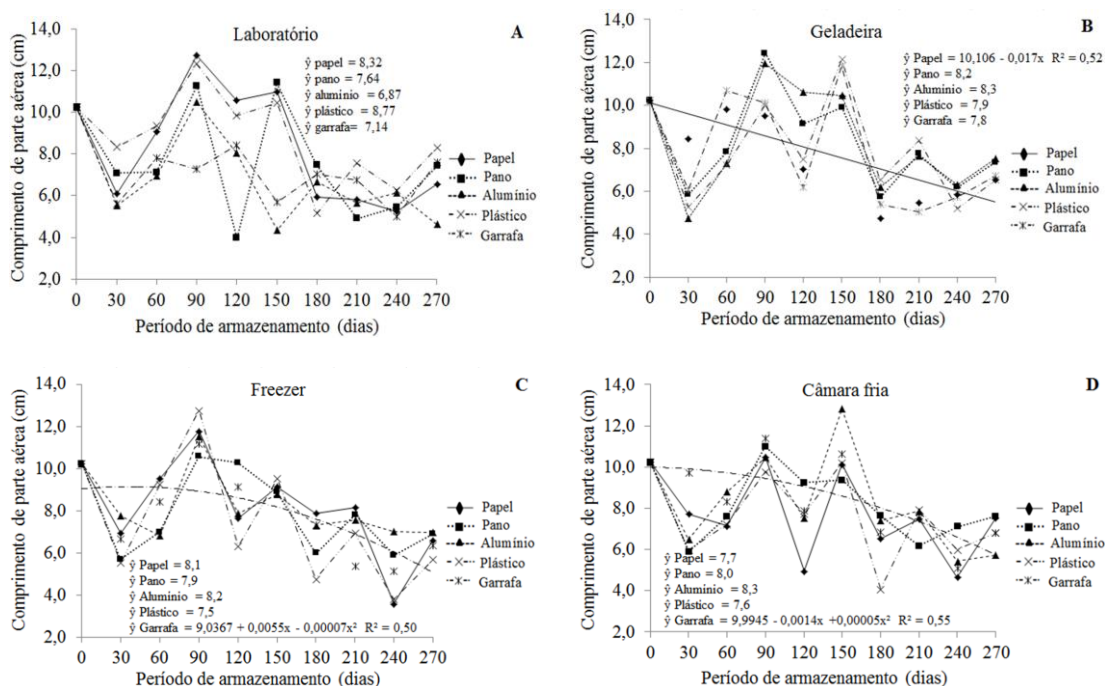 Laboratório
A
ŷ papel = 8,32
ŷ pano = 7,64
ŷ aluminio = 6,87
ŷ plástico = 8,77
ŷ garrafa= 7,14
Comprimento de parte aérea (cm)
14,0
12,0
10,0
8,0
6,0
4,0
2,0
0 30 60 90 120 150 180 210 240 270
Período de armazenamento (dias)
Papel
Pano
Alumínio
Plástico
Garrafa
Geladeira
B
ŷ Papel = 10,106 - 0,017x R² = 0,52
ŷ Pano = 8,2
ŷ Aluminio = 8,3
ŷ Plástico = 7,9
ŷ Garrafa = 7,8
Comprimento de parte aérea (cm)
14,0
12,0
10,0
8,0
6,0
4,0
2,0
0 30 60 90 120 150 180 210 240 270
Período de armazenamento (dias)
Papel
Pano
Alumínio
Plástico
Garrafa
Freezer
C
Comprimento de parte aérea (cm)
14,0
12,0
10,0
8,0
6,0
4,0
2,0
ŷ Papel = 8,1
ŷ Pano = 7,9
ŷ Aluminio = 8,2
ŷ Plástico = 7,5
ŷ Garrafa = 9,0367 + 0,0055x - 0,00007x² R² = 0,50
0 30 60 90 120 150 180 210 240 270
Período de armazenamento (dias)
Papel
Pano
Alumínio
Plástico
Garrafa
Câmara fria
D
Comprimento de parte aérea (cm)
14,0
12,0
10,0
8,0
6,0
4,0
2,0
ŷ Papel = 7,7
ŷ Pano = 8,0
ŷ Aluminio = 8,3
ŷ Plástico = 7,6
ŷ Garrafa = 9,9945 - 0,0014x +0,00005x² R² = 0,55
0 30 60 90 120 150 180 210 240 270
Período de armazenamento (dias)
Papel
Pano
Alumínio
Plástico
Garrafa